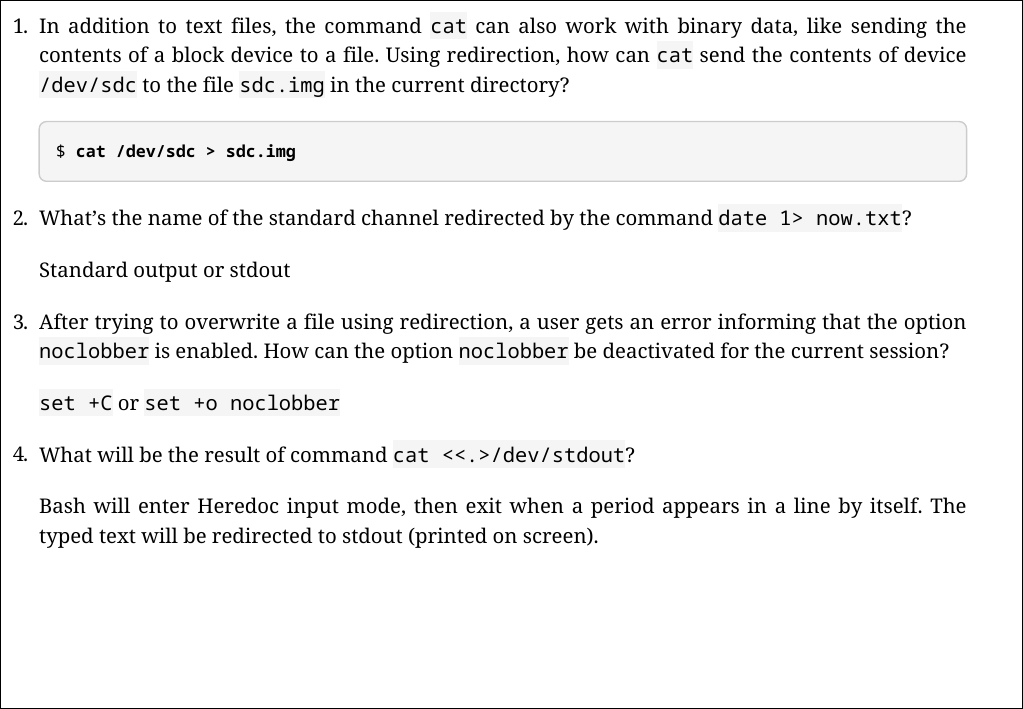 1. In addition to text files, the command cat can also work with binary data, like sending the
contents of a block device to a file. Using redirection, how can cat send the contents of device
/dev/sdc to the file sdc.img in the current directory?
$ cat /dev/sdc > sdc.img
2. What’s the name of the standard channel redirected by the command date 1> now.txt?
Standard output or stdout
3. After trying to overwrite a file using redirection, a user gets an error informing that the option
noclobber is enabled. How can the option noclobber be deactivated for the current session?
set +C or set +o noclobber
4. What will be the result of command cat <<.>/dev/stdout?
Bash will enter Heredoc input mode, then exit when a period appears in a line by itself. The
typed text will be redirected to stdout (printed on screen).